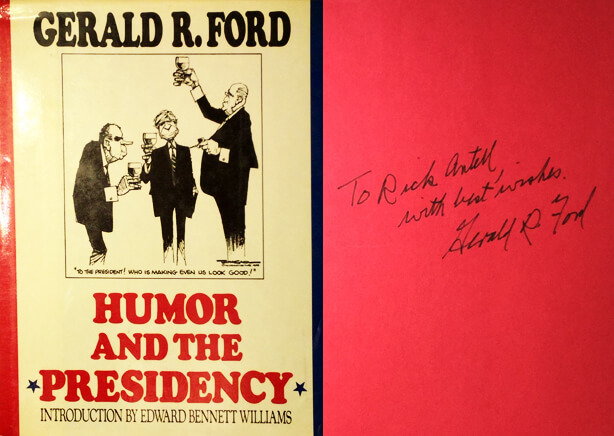 GERALD R. FORD
"TO THE PRESIDENT! WHO IS MAKING EVEN US LOOK GOOD!"
HUMOR
AND THE
PRESIDENCY
INTRODUCTION BY EDWARD BENNETT WILLIAMS
To Rick Antell,
with best wishes.
Gerald R. Ford